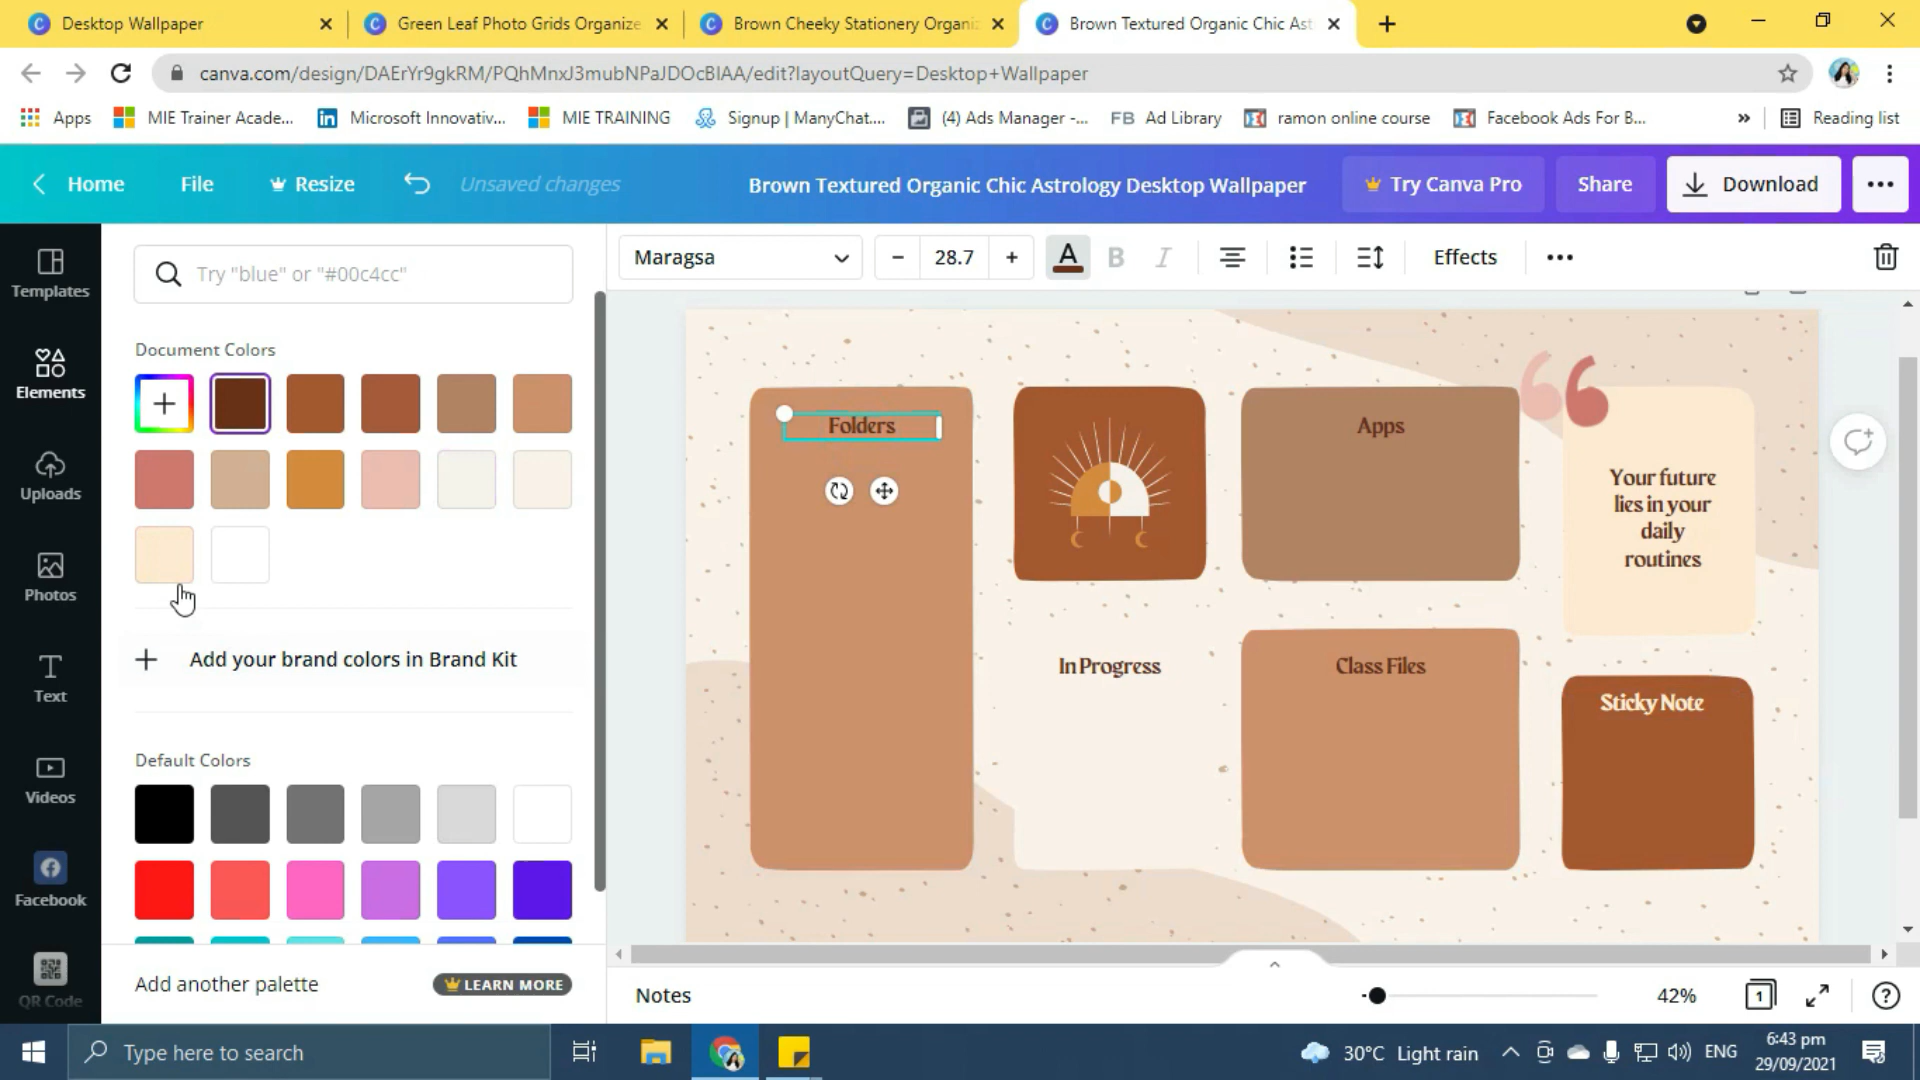 Desktop Wallpaper
Green Leaf Photo Grids Organize
Brown Cheeky Stationery Organi
Brown Textured Organic Chic Ast
canva.com/design/DAErYr9gkRM/PQhMnxJ3mubNPaJDOcBIAA/edit?layoutQuery=Desktop+Wallpaper
Apps
MIE Trainer Acade...
Microsoft Innovativ...
MIE TRAINING
Signup | ManyChat....
(4) Ads Manager -...
FB Ad Library
ramon online course
Facebook Ads For B...
»
Reading list
Home
File
Resize
Unsaved changes
Brown Textured Organic Chic Astrology Desktop Wallpaper
Try Canva Pro
Share
Download
Templates
Elements
Uploads
Photos
Text
Videos
Facebook
QR Code
Try "blue" or "#00c4cc"
Document Colors
Add your brand colors in Brand Kit
Default Colors
Add another palette
LEARN MORE
Maragsa
28.7
A
B
I
Effects
Folders
Apps
Your future
lies in your
daily
routines
In Progress
Class Files
Sticky Note
Notes
42%
1
Type here to search
30°C Light rain
ENG
6:43 pm
29/09/2021